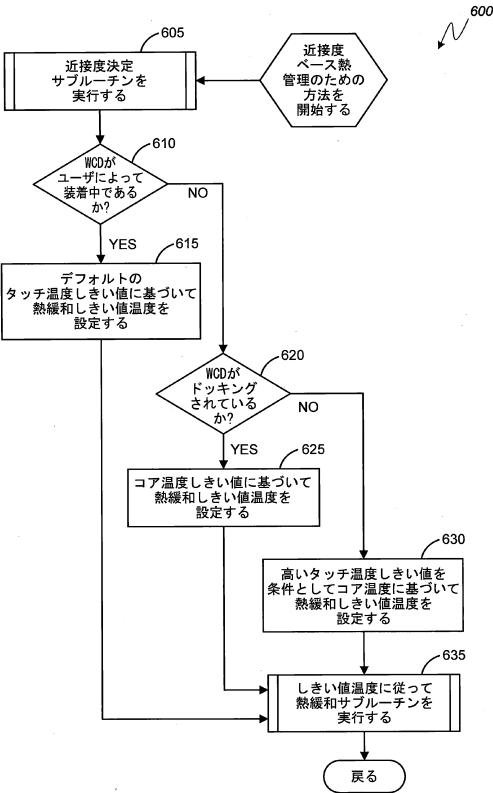 600
605
近接度決定
サブルーチンを
実行する
近接度
ベース熱
管理のための
方法を
開始する
610
WCDが
ユーザによって
装着中である
か?
NO
YES
615
デフォルトの
タッチ温度しきい値に基づいて
熱緩和しきい値温度を
設定する
620
WCDが
ドッキング
されている
か?
NO
YES
625
コア温度しきい値に基づいて
熱緩和しきい値温度を
設定する
630
高いタッチ温度しきい値を
条件としてコア温度に基づいて
熱緩和しきい値温度を
設定する
635
しきい値温度に従って
熱緩和サブルーチンを
実行する
戻る